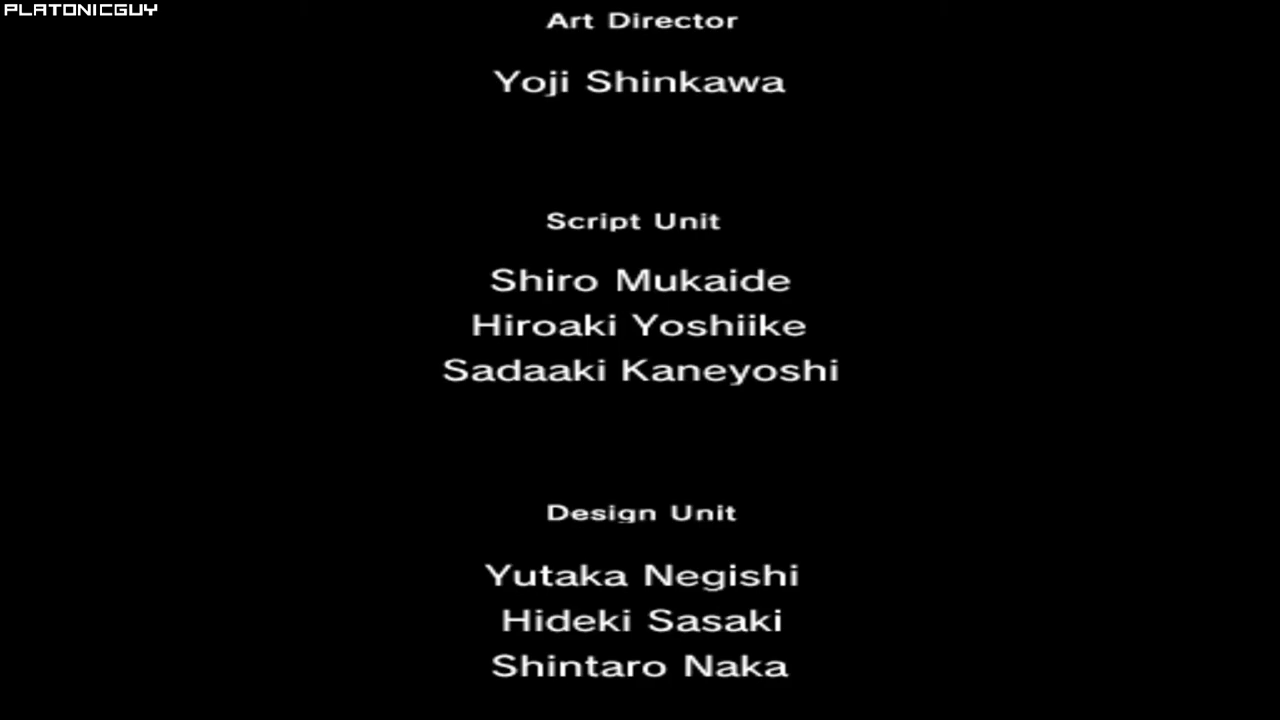 PLATONICGUY
Art Director
Yoji Shinkawa
Script Unit
Shiro Mukaide
Hiroaki Yoshiike
Sadaaki Kaneyoshi
Design Unit
Yutaka Negishi
Hideki Sasaki
Shintaro Naka